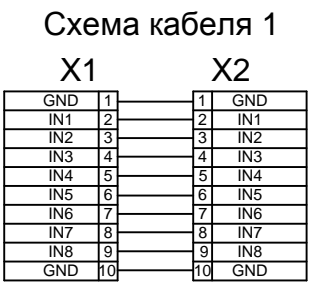 Схема кабеля 1
X1 X2
GND 1 1 GND
IN1 2 2 IN1
IN2 3 3 IN2
IN3 4 4 IN3
IN4 5 5 IN4
IN5 6 6 IN5
IN6 7 7 IN6
IN7 8 8 IN7
IN8 9 9 IN8
GND 10 10 GND